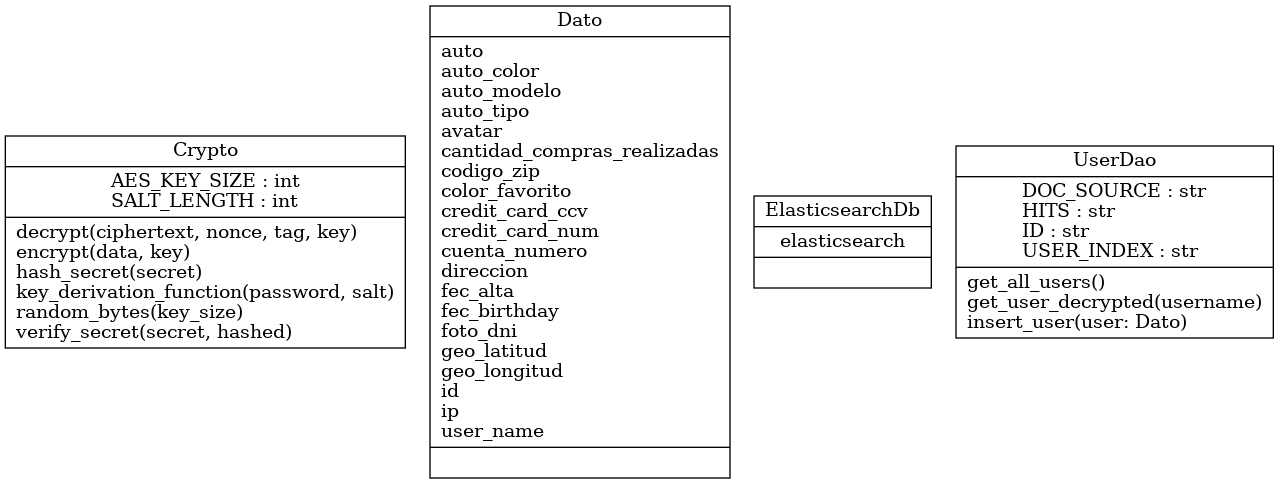 Crypto
AES_KEY_SIZE : int
SALT_LENGTH : int
decrypt(ciphertext, nonce, tag, key)
encrypt(data, key)
hash_secret(secret)
key_derivation_function(password, salt)
random_bytes(key_size)
verify_secret(secret, hashed)
Dato
auto
auto_color
auto_modelo
auto_tipo
avatar
cantidad_compras_realizadas
codigo_zip
color_favorito
credit_card_ccv
credit_card_num
cuenta_numero
direccion
fec_alta
fec_birthday
foto_dni
geo_latitud
geo_longitud
id
ip
user_name
ElasticsearchDb
elasticsearch
UserDao
DOC_SOURCE : str
HITS : str
ID : str
USER_INDEX : str
get_all_users()
get_user_decrypted(username)
insert_user(user: Dato)